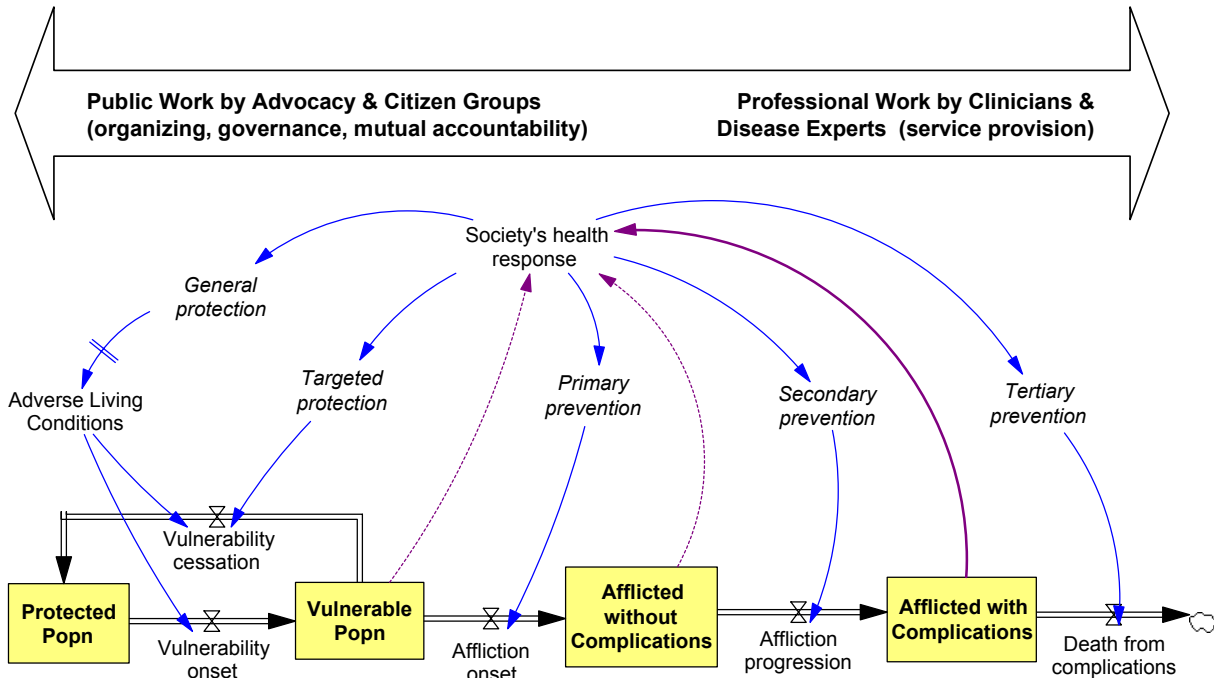 Public Work by Advocacy & Citizen Groups
(organizing, governance, mutual accountability)
Professional Work by Clinicians &
Disease Experts (service provision)
Society's health
response
General
protection
Targeted
protection
Primary
prevention
Secondary
prevention
Tertiary
prevention
Adverse Living
Conditions
Vulnerability
cessation
Protected
Popn
Vulnerability
onset
Vulnerable
Popn
Affliction
onset
Afflicted
without
Complications
Affliction
progression
Afflicted with
Complications
Death from
complications